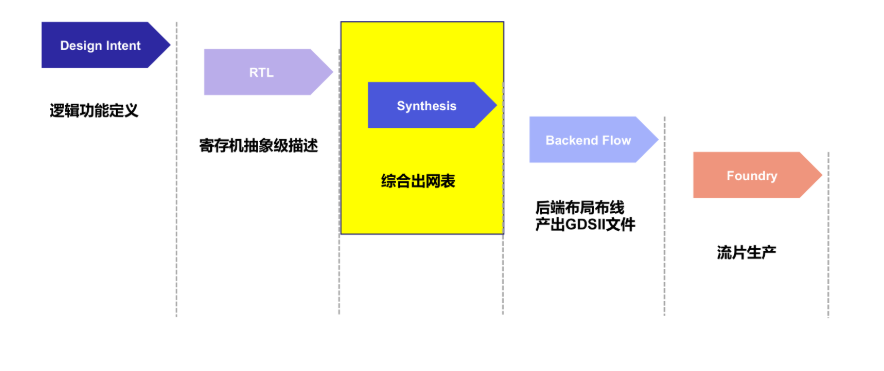 Design Intent
逻辑功能定义
RTL
寄存机抽象级描述
Synthesis
综合出网表
Backend Flow
后端布局布线
产出GDSII文件
Foundry
流片生产